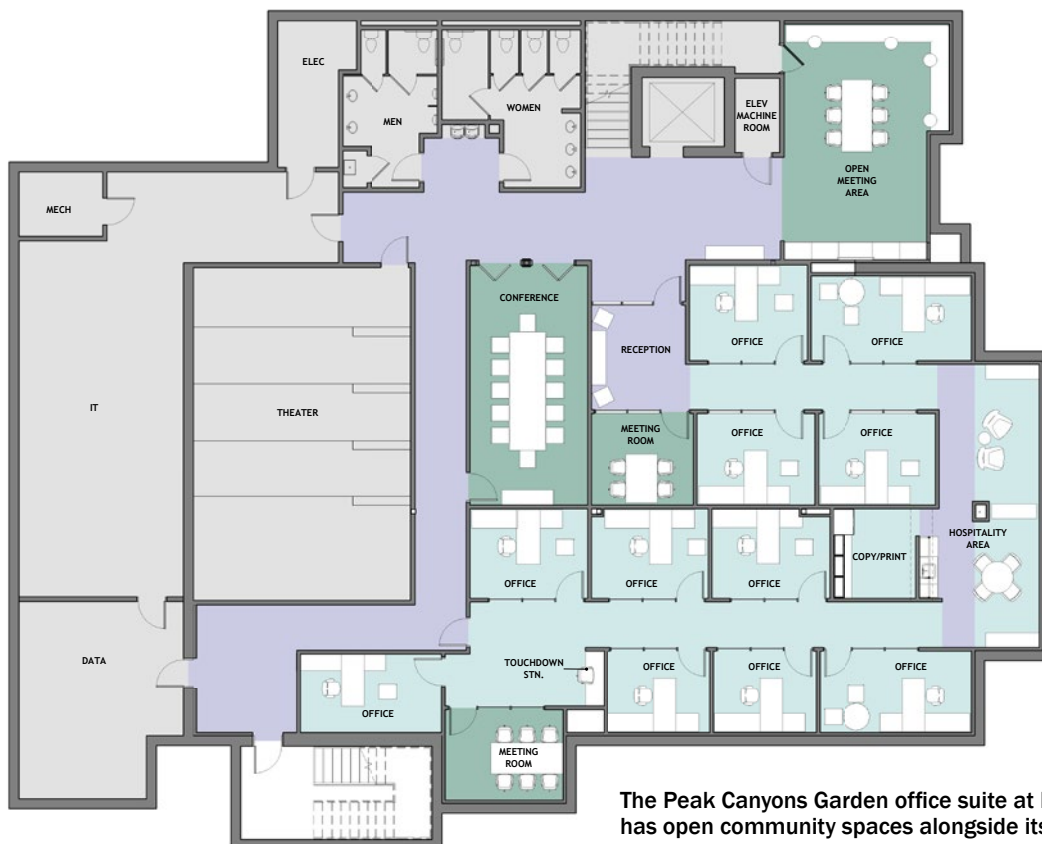 ELEC
MEN
WOMEN
ELEV
MACHINE
ROOM
OPEN
MEETING
AREA
MECH
CONFERENCE
RECEPTION
OFFICE
OFFICE
IT
THEATER
MEETING
ROOM
OFFICE
OFFICE
HOSPITALITY
AREA
COPY/PRINT
OFFICE
OFFICE
OFFICE
DATA
TOUCHDOWN
STN.
OFFICE
OFFICE
OFFICE
OFFICE
MEETING
ROOM
The Peak Canyons Garden office suite at
has open community spaces alongside its